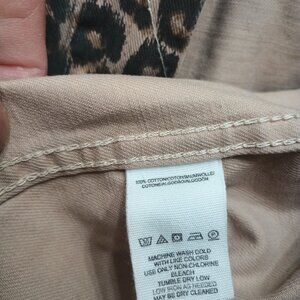 100% COTTON/COTON/BAUMWOLLE/
COTONE/ALGODÃO/ALGODON
MACHINE WASH COLD
WITH LIKE COLORS
USE ONLY NON-CHLORINE
BLEACH
TUMBLE DRY LOW
LOW IRON AS NEEDED
MAY BE DRY CLEANED